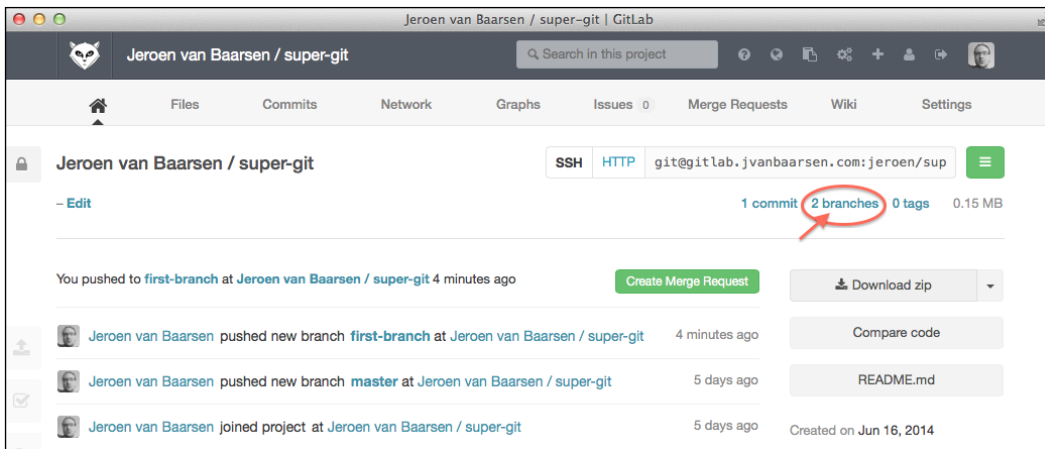 Jeroen van Baarsen / super-git | GitLab
Jeroen van Baarsen / super-git
Search in this project
Files Commits Network Graphs Issues 0 Merge Requests Wiki Settings
Jeroen van Baarsen / super-git
SSH HTTP git@gitlab.jvanbaarsen.com:jeroen/sup
– Edit
1 commit 2 branches 0 tags 0.15 MB
You pushed to first-branch at Jeroen van Baarsen / super-git 4 minutes ago
Create Merge Request
Download zip
Jeroen van Baarsen pushed new branch first-branch at Jeroen van Baarsen / super-git 4 minutes ago
Compare code
Jeroen van Baarsen pushed new branch master at Jeroen van Baarsen / super-git 5 days ago
README.md
Jeroen van Baarsen joined project at Jeroen van Baarsen / super-git 5 days ago
Created on Jun 16, 2014